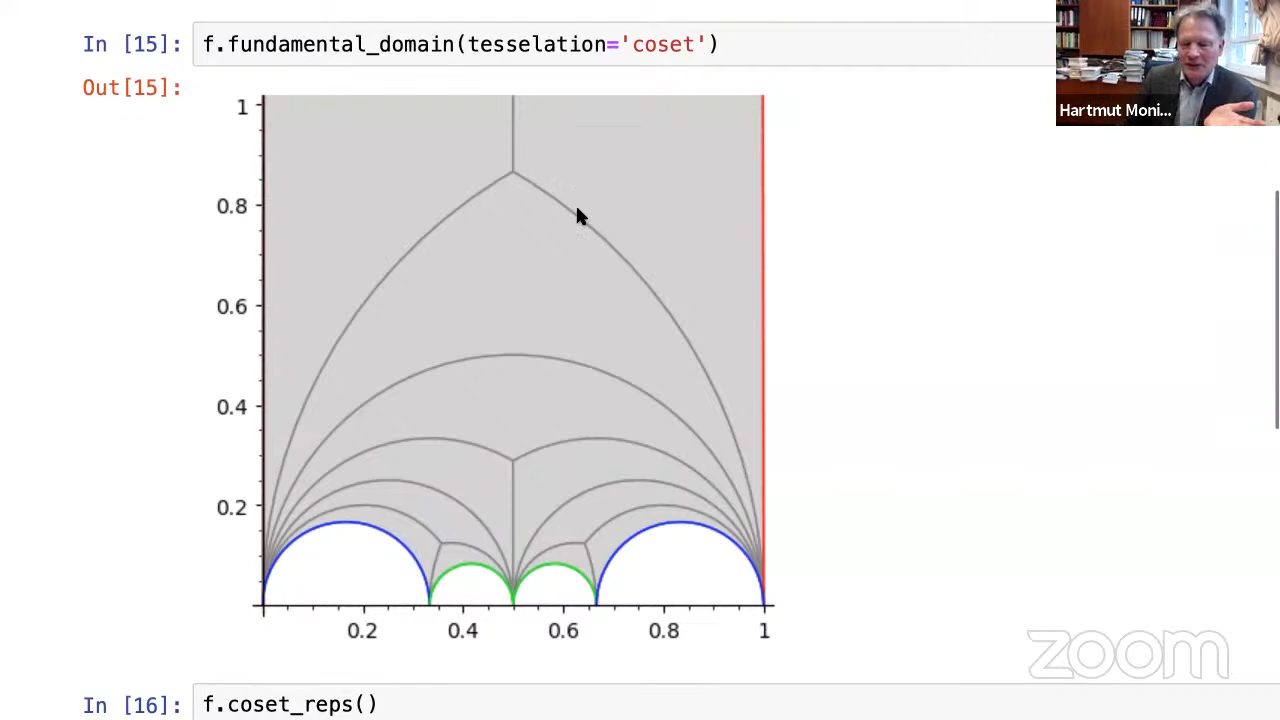 In [15]: f.fundamental_domain(tesselation='coset')
Hartmut Moni...
Out[15]:
1
0.8
0.6
0.4
0.2
0.2 0.4 0.6 0.8 1
zoom
In [16]: f.coset_reps()